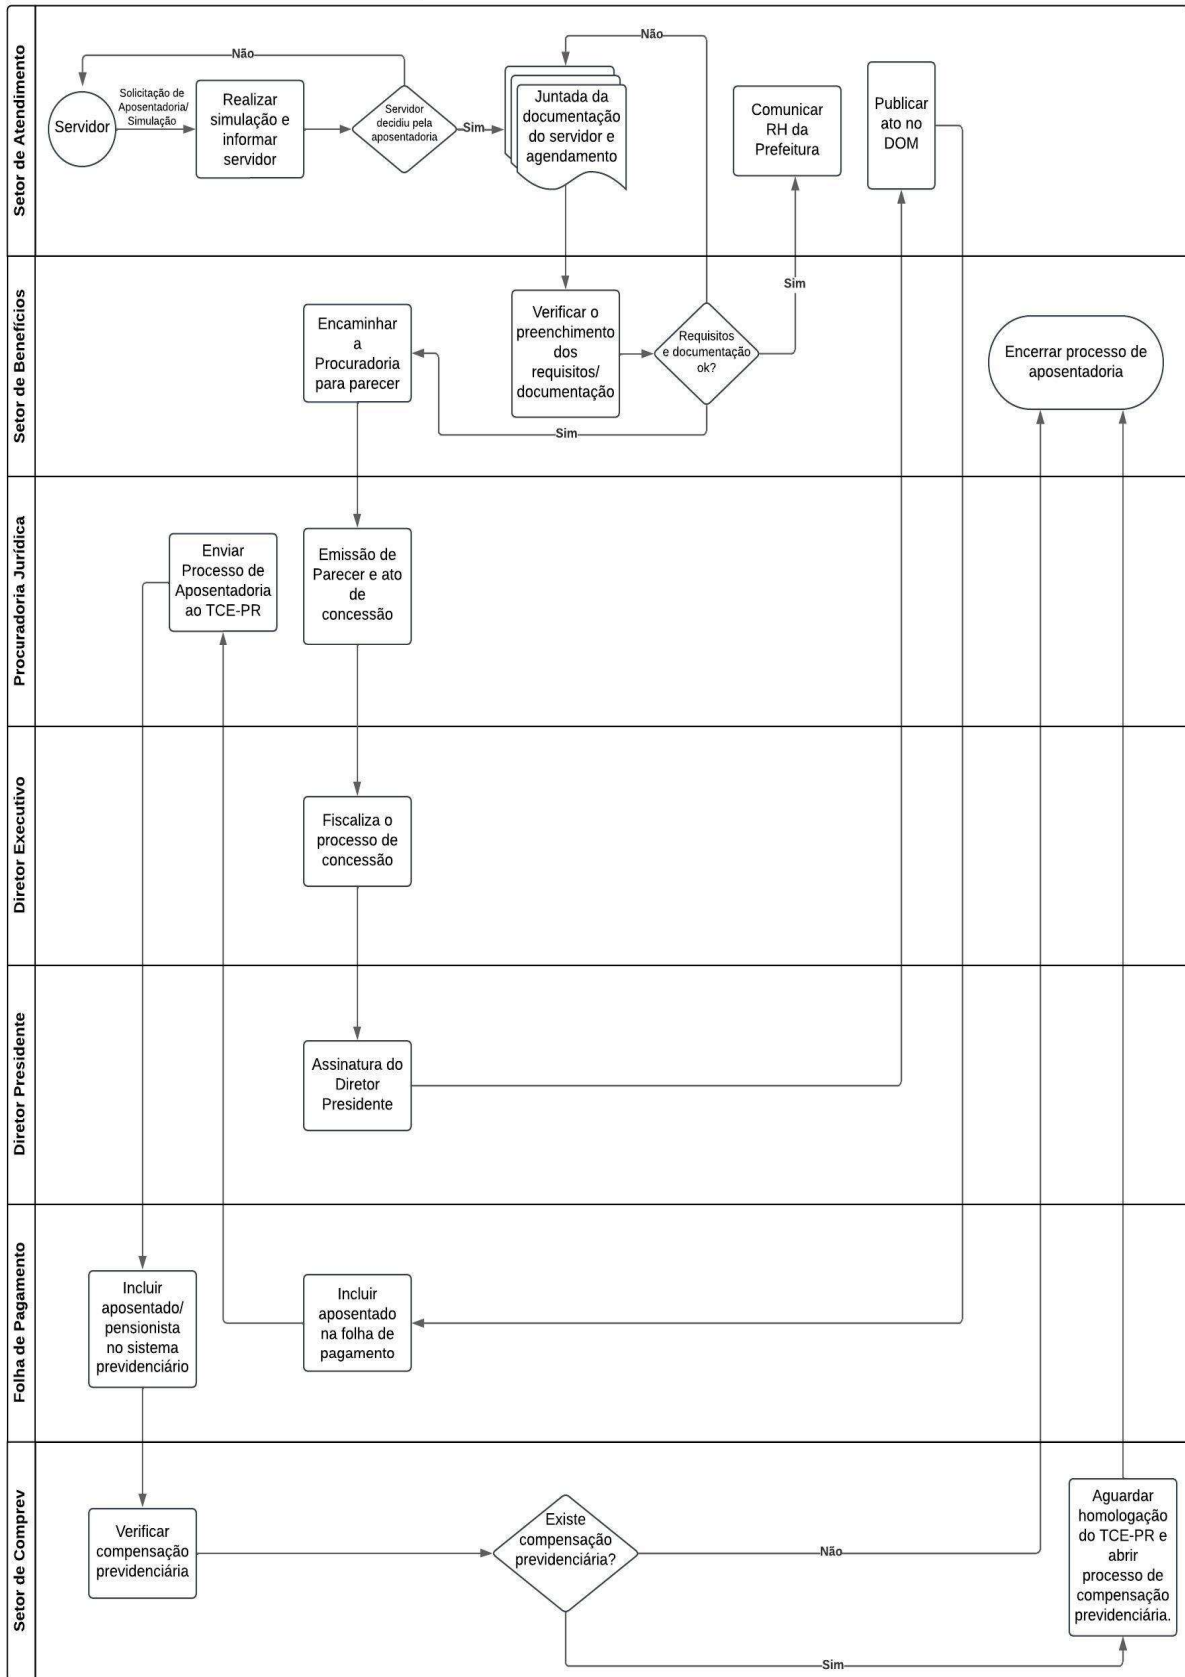 Setor de Atendimento
Não
Não
Servidor
Solicitação de
Aposentadoria/
Simulação
Realizar
simulação e
informar
servidor
Servidor
decidiu pela
aposentadoria
Sim
Juntada da
documentação
do servidor e
agendamento
Comunicar
RH da
Prefeitura
Publicar
ato no
DOM
Setor de Benefícios
Encaminhar
a
Procuradoria
para parecer
Verificar o
preenchimento
dos
requisitos/
documentação
Requisitos
e documentação
ok?
Sim
Sim
Encerrar processo de
aposentadoria
Procuradoria Jurídica
Enviar
Processo de
Aposentadoria
ao TCE-PR
Emissão de
Parecer e ato
de
concessão
Diretor Executivo
Fiscaliza o
processo de
concessão
Diretor Presidente
Assinatura do
Diretor
Presidente
Folha de Pagamento
Incluir
aposentado/
pensionista
no sistema
previdenciário
Incluir
aposentado
na folha de
pagamento
Setor de Comprev
Verificar
compensação
previdenciária
Existe
compensação
previdenciária?
Não
Sim
Aguardar
homologação
do TCE-PR e
abrir
processo de
compensação
previdenciária.